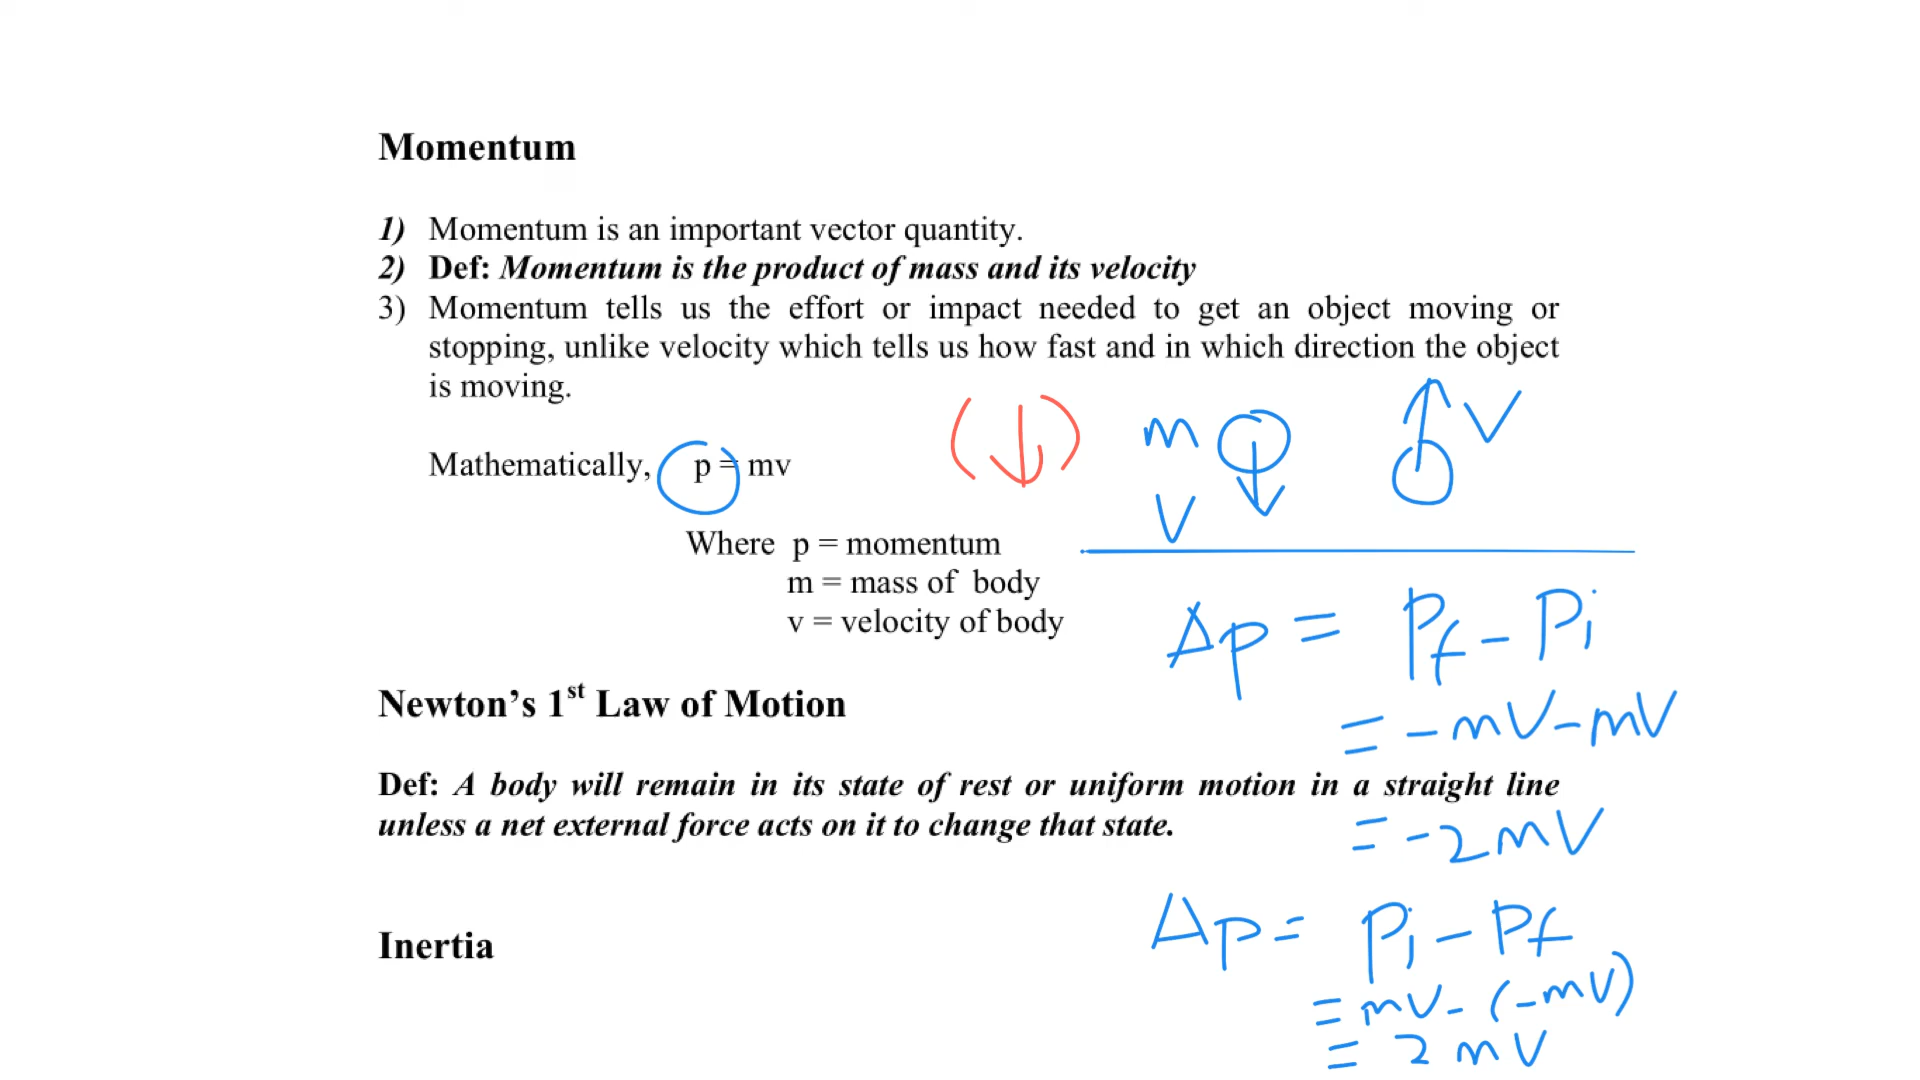 Momentum
1) Momentum is an important vector quantity.
2) Def: Momentum is the product of mass and its velocity
3) Momentum tells us the effort or impact needed to get an object moving or
stopping, unlike velocity which tells us how fast and in which direction the object
is moving.
Mathematically, p = mv
(↓) m ↓ V
V
Where p = momentum
m = mass of body
v = velocity of body
Δp = Pf - Pi
= -mV - mV
= -2mV
Newton's 1st Law of Motion
Def: A body will remain in its state of rest or uniform motion in a straight line
unless a net external force acts on it to change that state.
Inertia
Δp = Pi - Pf
= mV - (-mV)
= 2mV